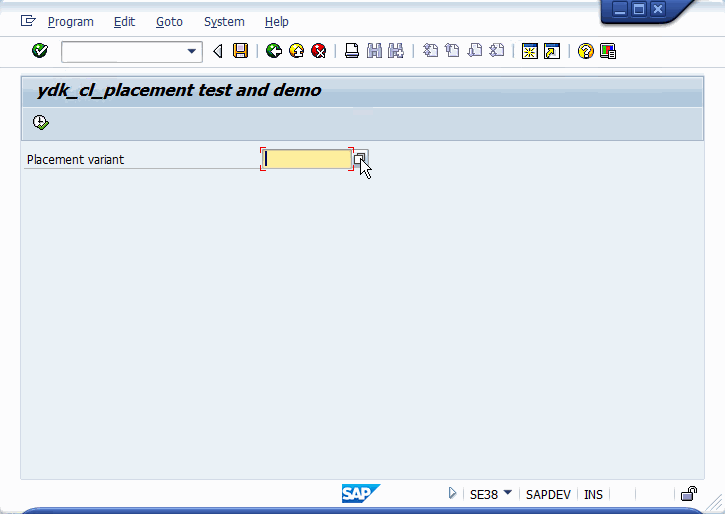 Program Edit Goto System Help
ydk_cl_placement test and demo
Placement variant
SAP SE38 SAPDEV INS